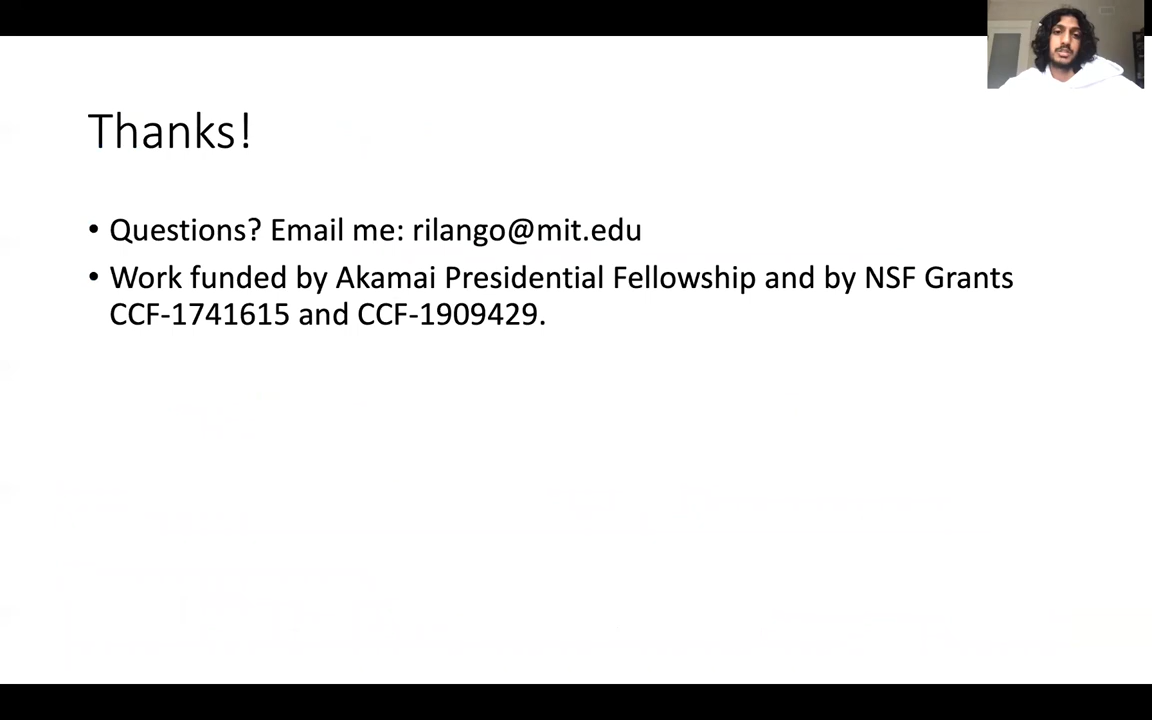 Thanks!
• Questions? Email me: rilango@mit.edu
• Work funded by Akamai Presidential Fellowship and by NSF Grants
CCF-1741615 and CCF-1909429.